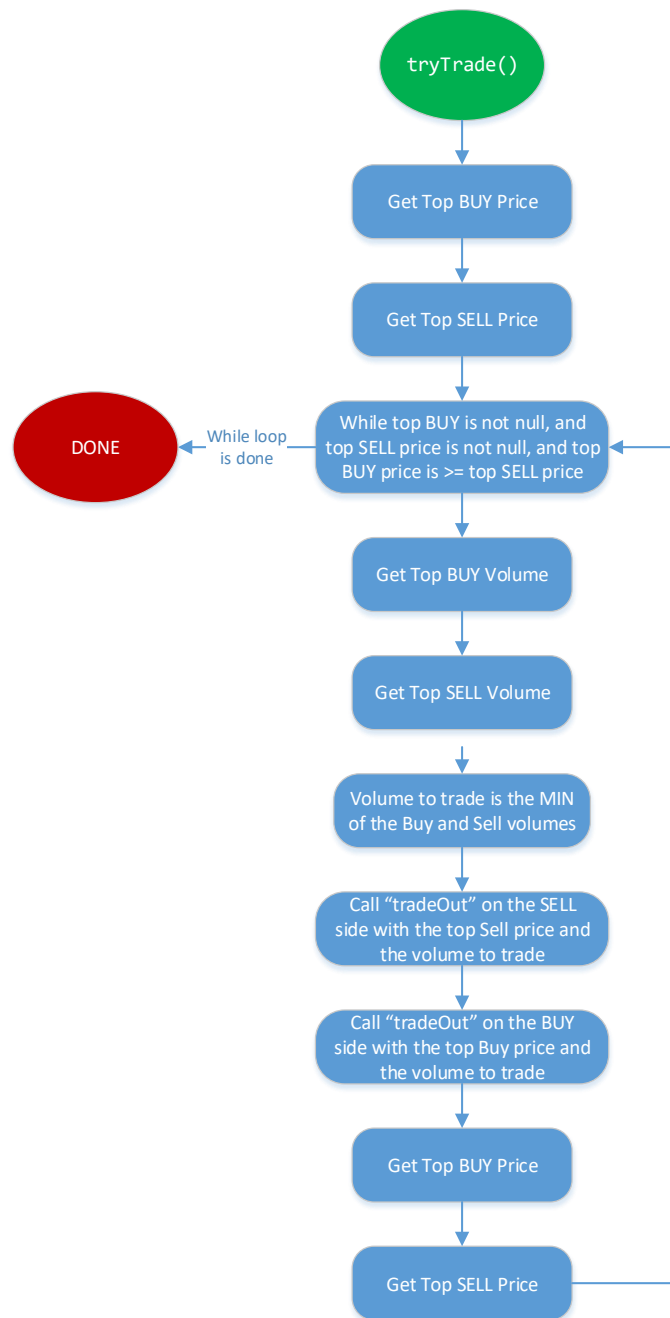 tryTrade()
Get Top BUY Price
Get Top SELL Price
While top BUY is not null, and
top SELL price is not null, and top
BUY price is >= top SELL price
While loop
is done
DONE
Get Top BUY Volume
Get Top SELL Volume
Volume to trade is the MIN
of the Buy and Sell volumes
Call “tradeOut” on the SELL
side with the top Sell price and
the volume to trade
Call “tradeOut” on the BUY
side with the top Buy price and
the volume to trade
Get Top BUY Price
Get Top SELL Price